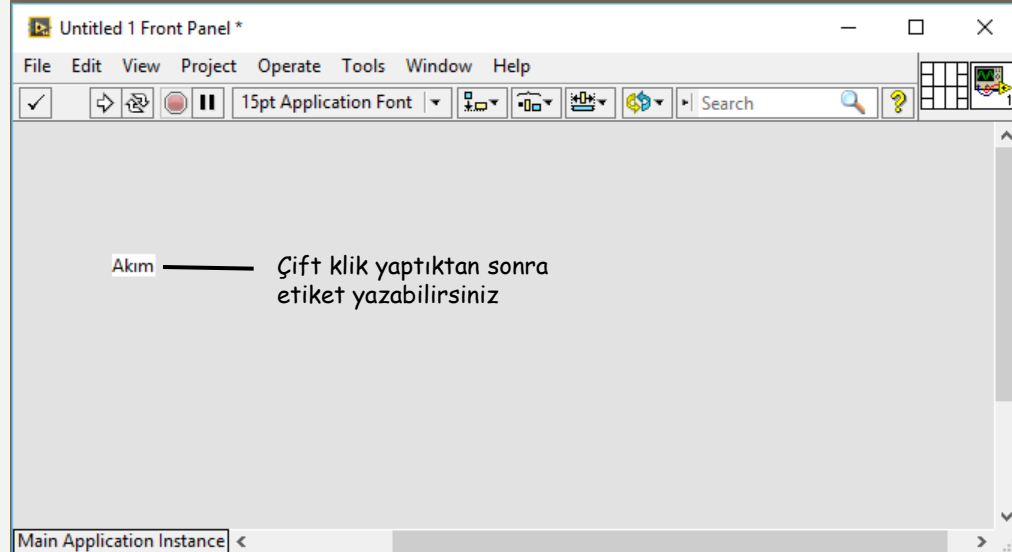 Untitled 1 Front Panel *
File Edit View Project Operate Tools Window Help
15pt Application Font Search
1
Akım
Çift klik yaptıktan sonra
etiket yazabilirsiniz
Main Application Instance